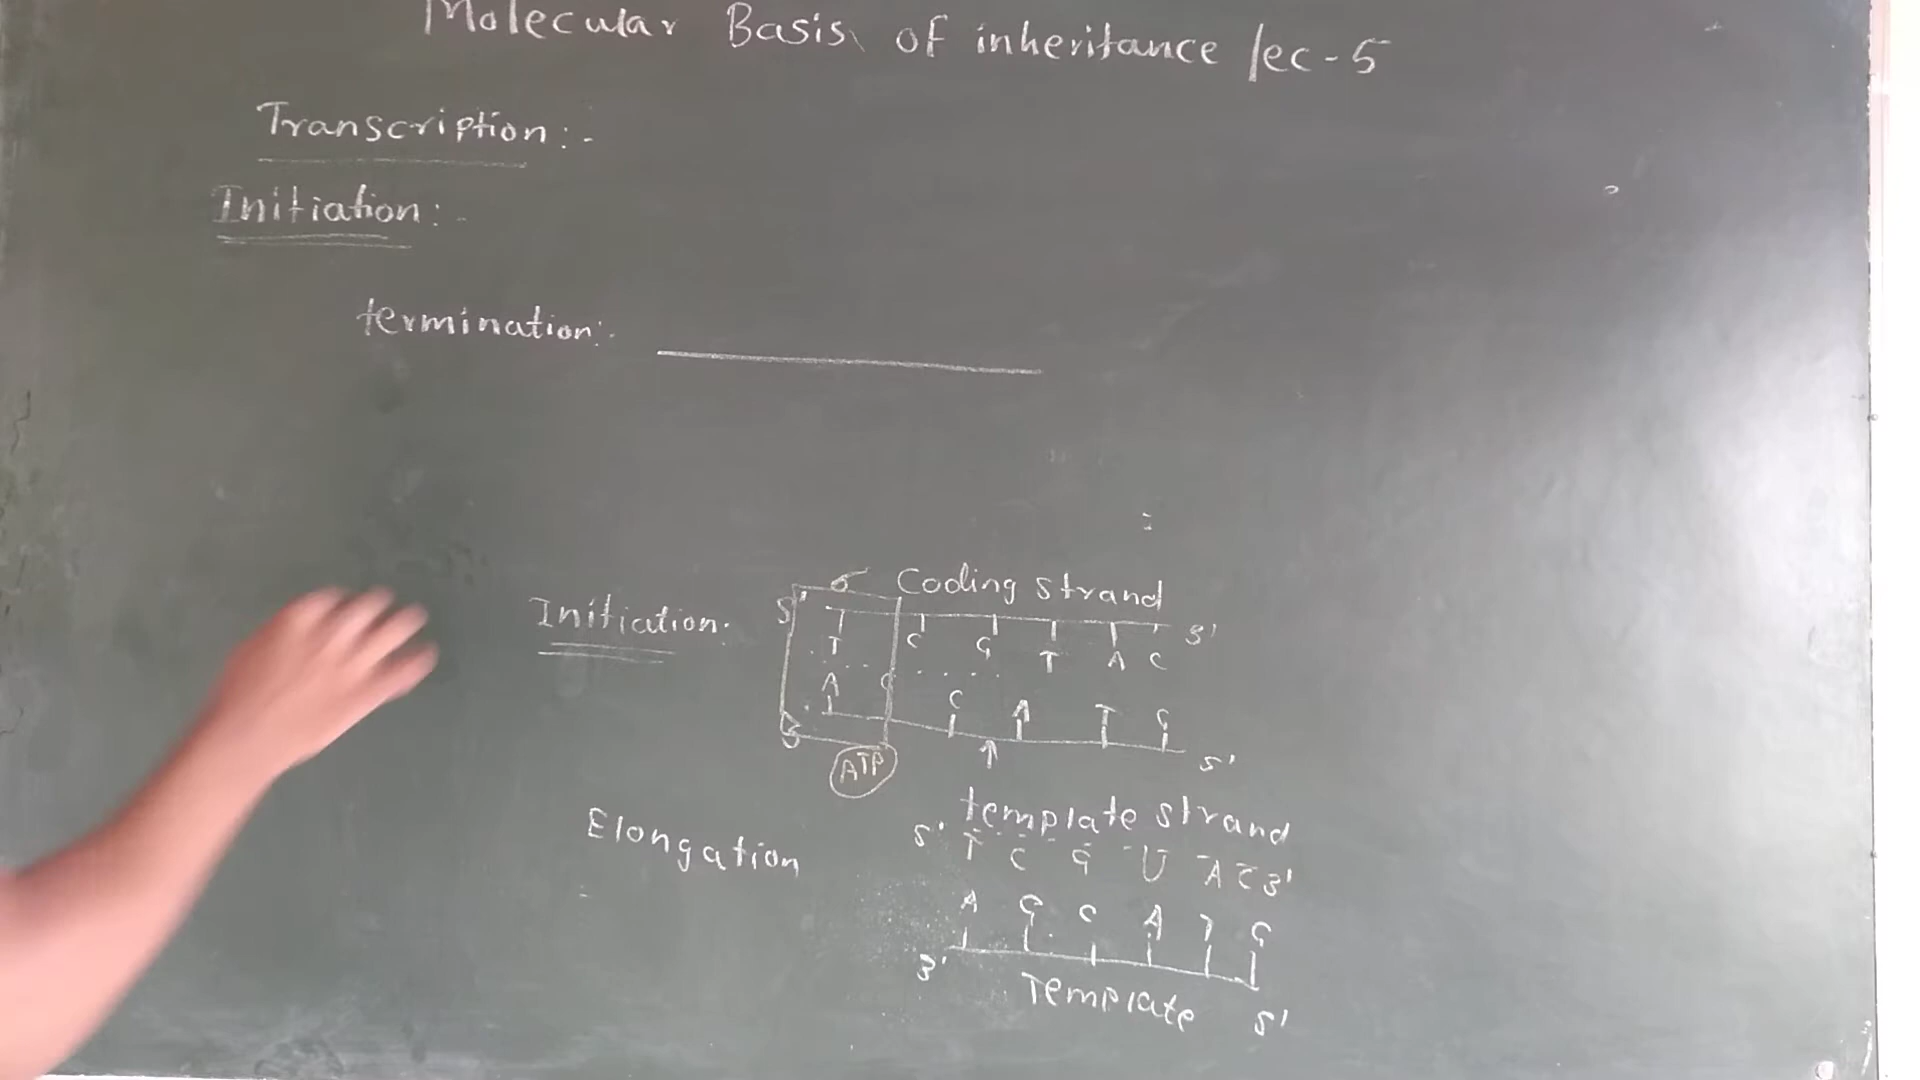 Molecular Basis of inheritance lec-5
Transcription:-
Initiation:-
termination:-
σ Coding strand
Initiation.
5' 3'
T C G T A C
A G C A T G
5'
ATP
template strand
Elongation
5' T C G U A C 3'
A G C A T G
3' Template 5'